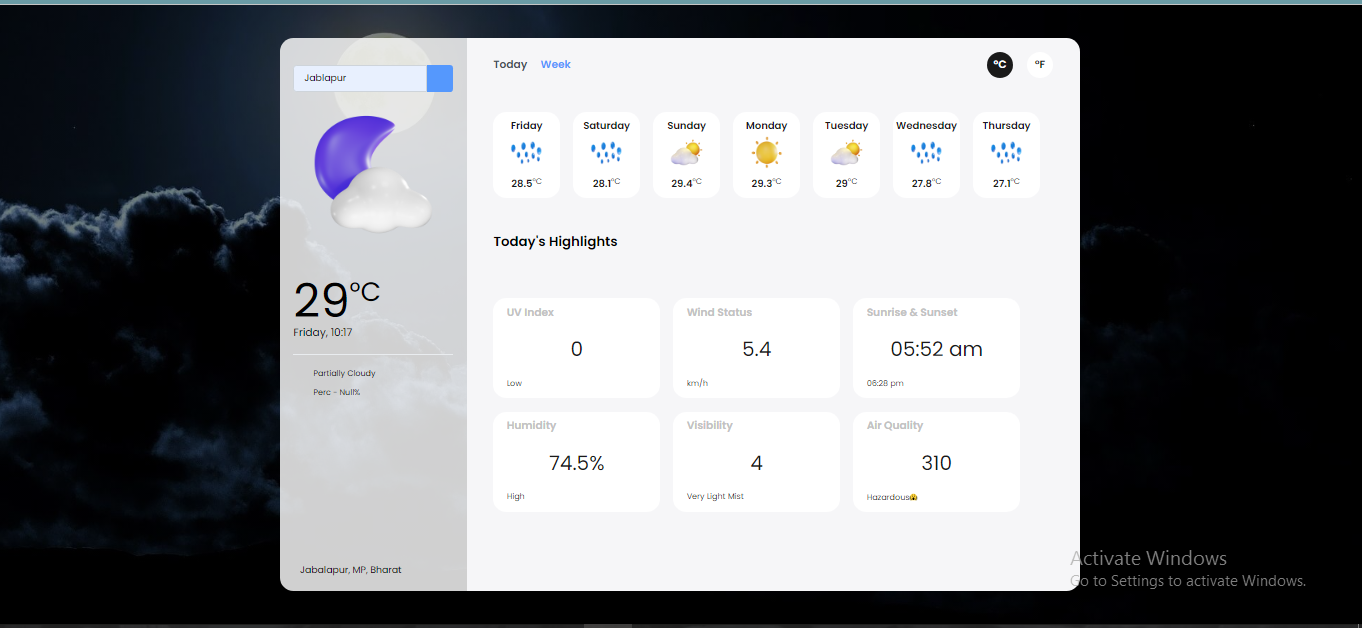 Jablapur
29°C
Friday, 10:17
Partially Cloudy
Perc - Null%
Jabalapur, MP, Bharat
Today Week
°C °F
Friday Saturday Sunday Monday Tuesday Wednesday Thursday
28.5°C 28.1°C 29.4°C 29.3°C 29°C 27.8°C 27.1°C
Today's Highlights
UV Index Wind Status Sunrise & Sunset
0 5.4 05:52 am
Low km/h 06:28 pm
Humidity Visibility Air Quality
74.5% 4 310
High Very Light Mist Hazardous😱
Activate Windows
Go to Settings to activate Windows.